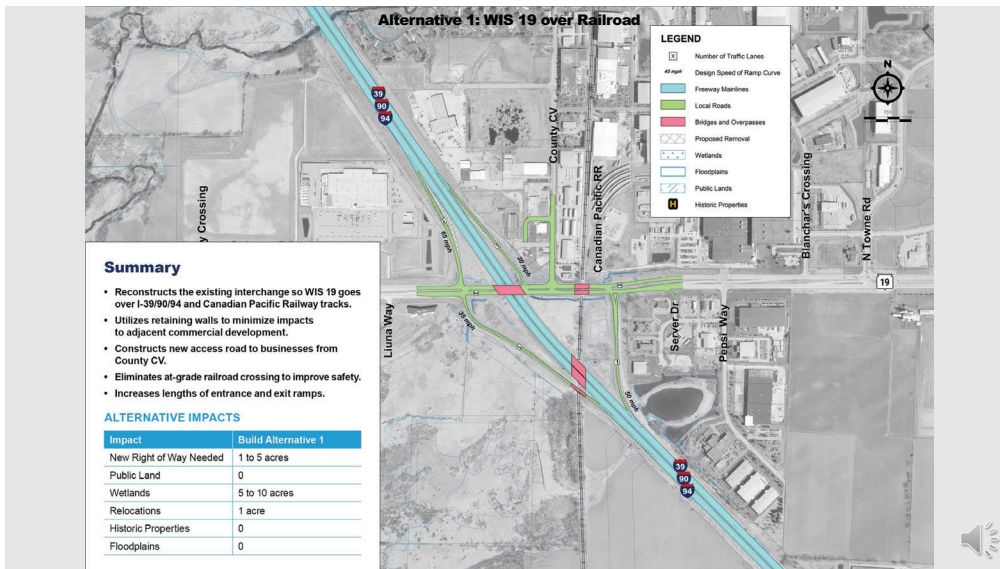 Alternative 1: WIS 19 over Railroad
LEGEND
X Number of Traffic Lanes
45 mph Design Speed of Ramp Curve
Freeway Mainlines
Local Roads
Bridges and Overpasses
Proposed Removal
Wetlands
Floodplains
Public Lands
H Historic Properties
N
39
90
94
County CV
Canadian Pacific RR
Blanchar's Crossing
N Towne Rd
y Crossing
65 mph
30 mph
19
Liuna Way
35 mph
Server Dr
Pepsi Way
50 mph
39
90
94
Summary
• Reconstructs the existing interchange so WIS 19 goes
over I-39/90/94 and Canadian Pacific Railway tracks.
• Utilizes retaining walls to minimize impacts
to adjacent commercial development.
• Constructs new access road to businesses from
County CV.
• Eliminates at-grade railroad crossing to improve safety.
• Increases lengths of entrance and exit ramps.
ALTERNATIVE IMPACTS
Impact Build Alternative 1
New Right of Way Needed 1 to 5 acres
Public Land 0
Wetlands 5 to 10 acres
Relocations 1 acre
Historic Properties 0
Floodplains 0